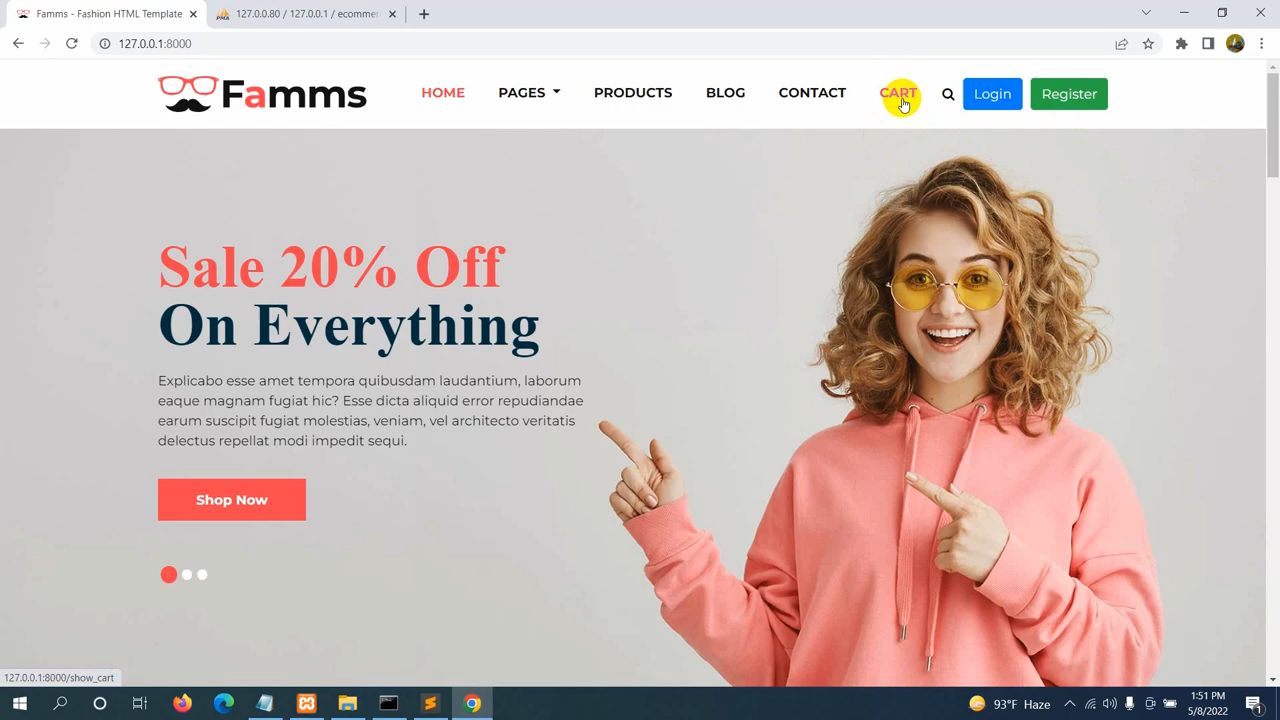 Famms - Fashion HTML Template
127.0.0.80 / 127.0.0.1 / ecomme
127.0.0.1:8000
Famms
HOME PAGES PRODUCTS BLOG CONTACT CART Login Register
Sale 20% Off
On Everything
Explicabo esse amet tempora quibusdam laudantium, laborum
eaque magnam fugiat hic? Esse dicta aliquid error repudiandae
earum suscipit fugiat molestias, veniam, vel architecto veritatis
delectus repellat modi impedit sequi.
Shop Now
127.0.0.1:8000/show_cart
93°F Haze
1:51 PM
5/8/2022